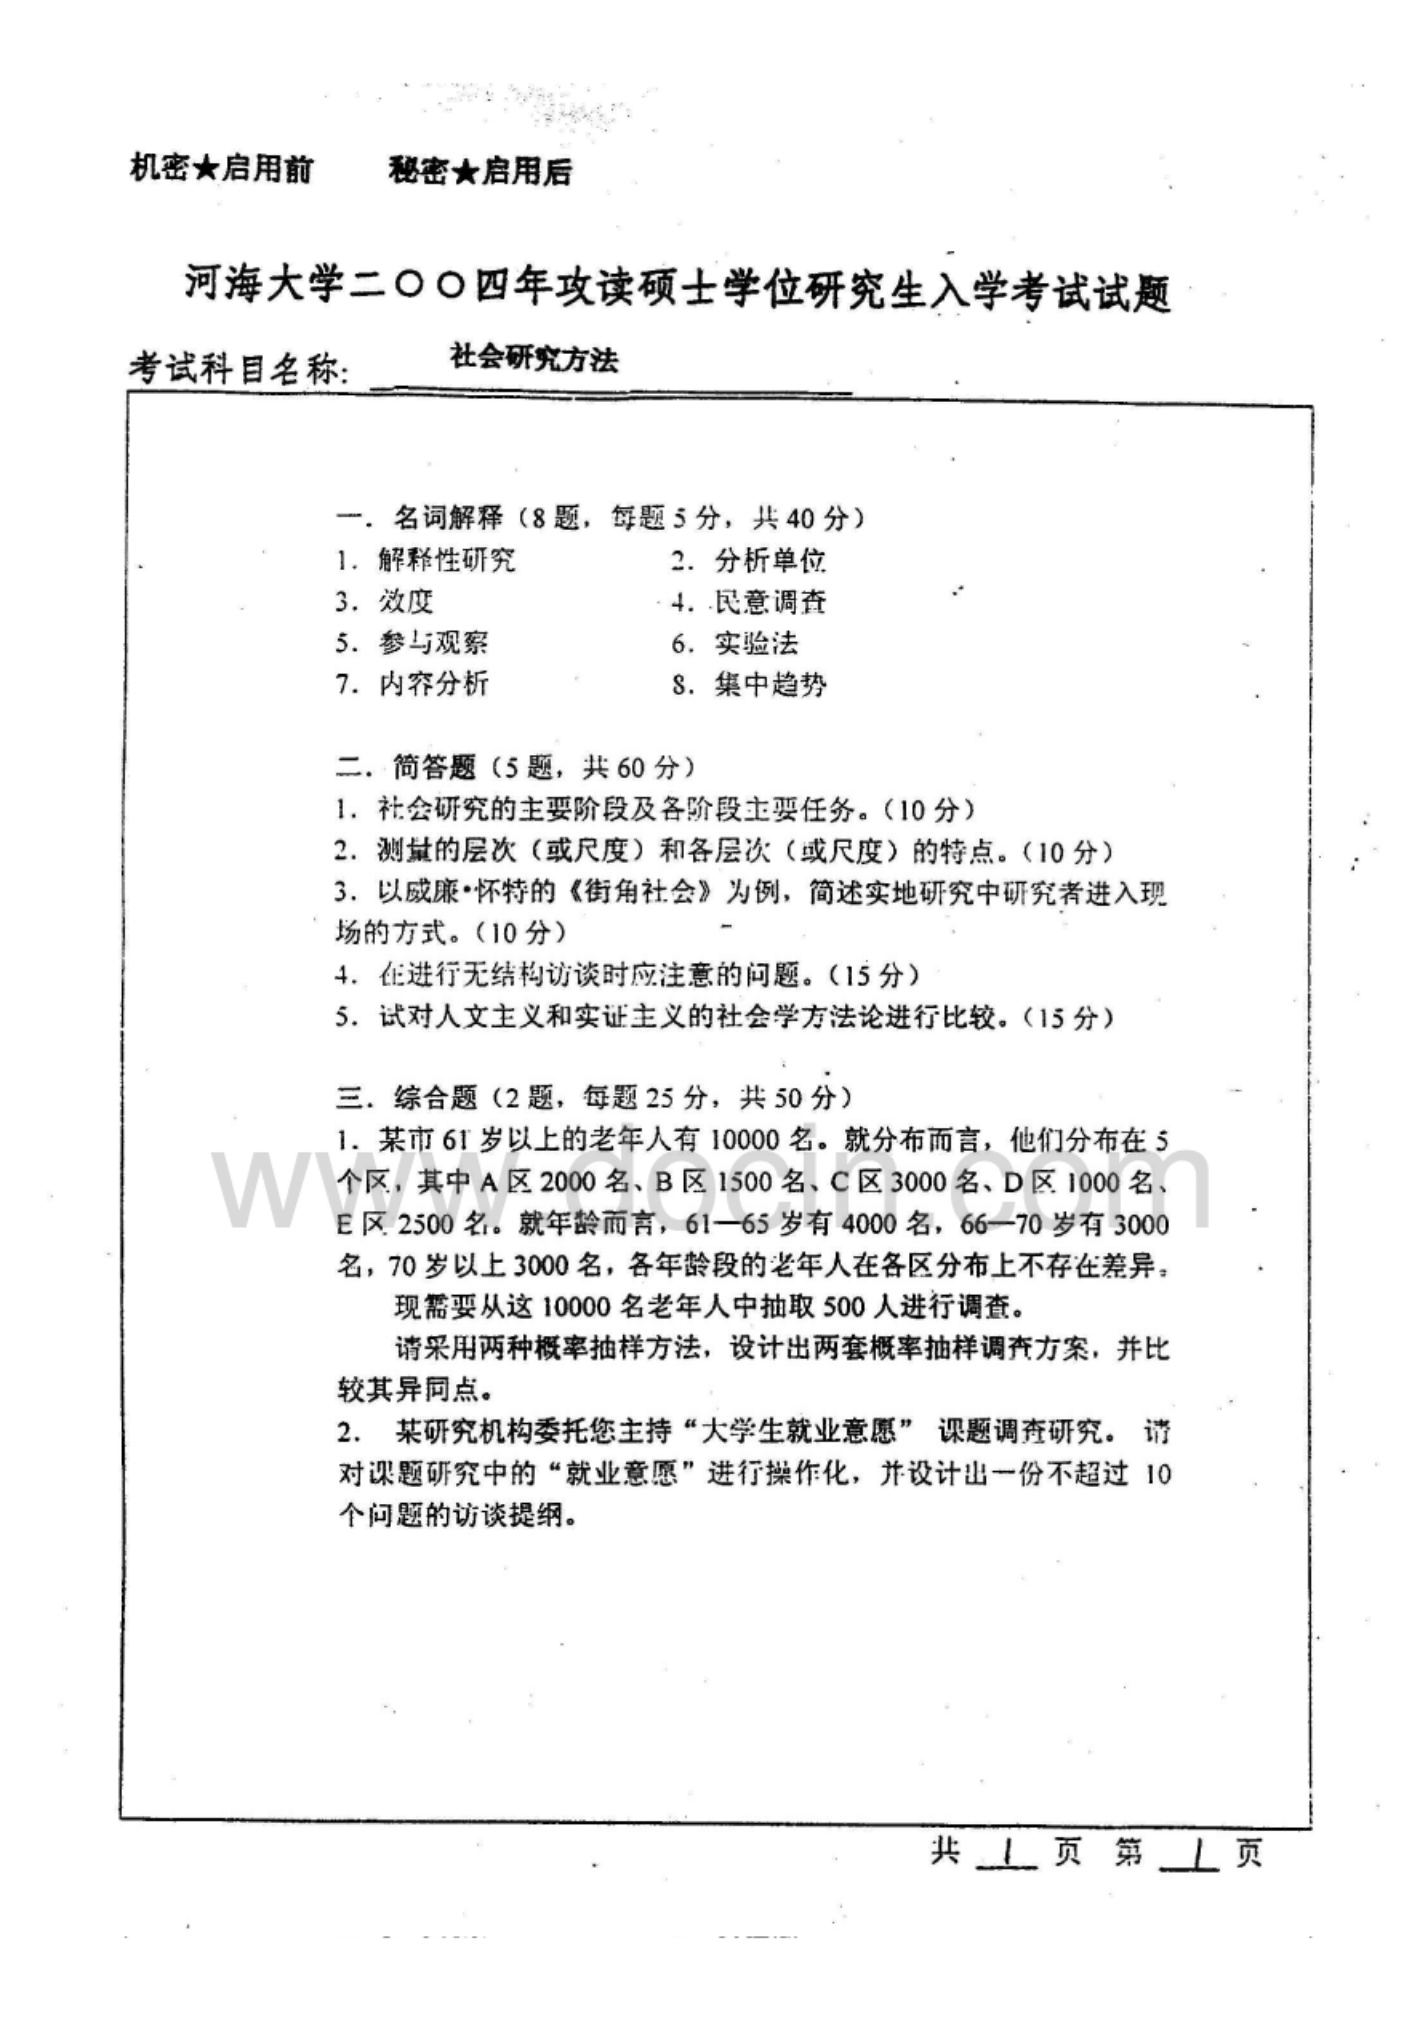 机密★启用前 秘密★启用后
河海大学二〇〇四年攻读硕士学位研究生入学考试试题
考试科目名称: 社会研究方法
一．名词解释（8题，每题5分，共40分）
1．解释性研究 2．分析单位
3．效度 4．民意调查
5．参与观察 6．实验法
7．内容分析 8．集中趋势
二．简答题（5题，共60分）
1．社会研究的主要阶段及各阶段主要任务。（10分）
2．测量的层次（或尺度）和各层次（或尺度）的特点。（10分）
3．以威廉•怀特的《街角社会》为例，简述实地研究中研究者进入现
场的方式。（10分）
4．在进行无结构访谈时应注意的问题。（15分）
5．试对人文主义和实证主义的社会学方法论进行比较。（15分）
三．综合题（2题，每题25分，共50分）
1．某市61岁以上的老年人有10000名。就分布而言，他们分布在5
个区，其中A区2000名、B区1500名、C区3000名、D区1000名、
E区2500名。就年龄而言，61—65岁有4000名，66—70岁有3000
名，70岁以上3000名，各年龄段的老年人在各区分布上不存在差异。
现需要从这10000名老年人中抽取500人进行调查。
请采用两种概率抽样方法，设计出两套概率抽样调查方案，并比
较其异同点。
2． 某研究机构委托您主持“大学生就业意愿” 课题调查研究。 请
对课题研究中的“就业意愿”进行操作化，并设计出一份不超过 10
个问题的访谈提纲。
www.docin.com
共 1 页 第 1 页